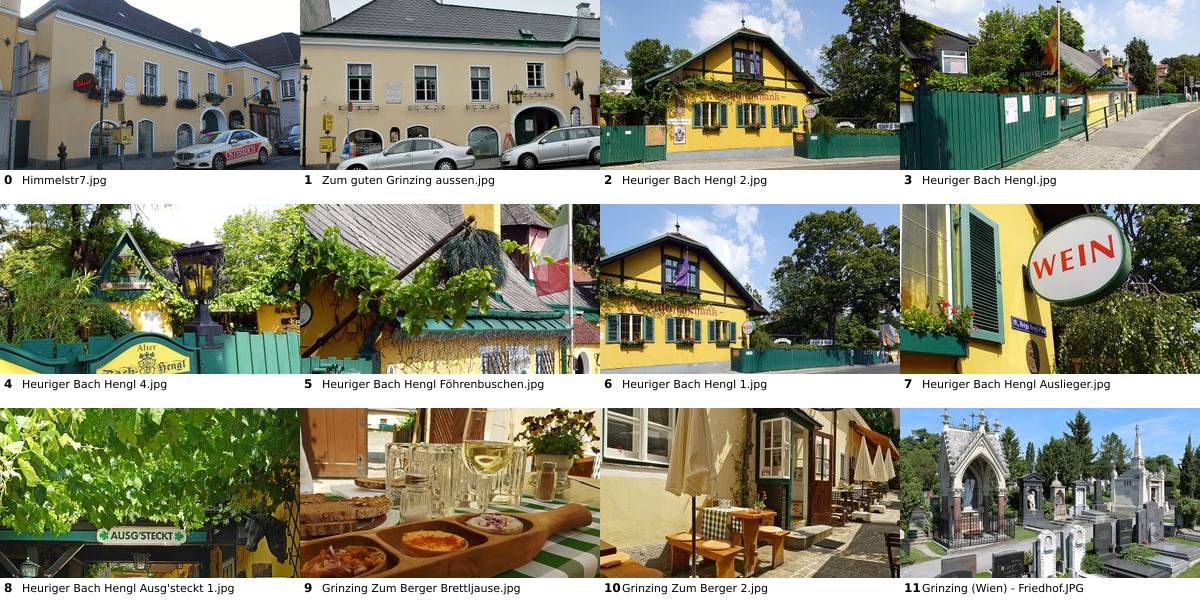 ÖSTERREICH
0 Himmelstr7.jpg
1 Zum guten Grinzing aussen.jpg
2 Heuriger Bach Hengl 2.jpg
3 Heuriger Bach Hengl.jpg
Alter
Bach Hengl
4 Heuriger Bach Hengl 4.jpg
5 Heuriger Bach Hengl Föhrenbuschen.jpg
6 Heuriger Bach Hengl 1.jpg
WEIN
7 Heuriger Bach Hengl Auslieger.jpg
AUSG'STECKT
8 Heuriger Bach Hengl Ausg'steckt 1.jpg
9 Grinzing Zum Berger Brettljause.jpg
10 Grinzing Zum Berger 2.jpg
11 Grinzing (Wien) - Friedhof.JPG